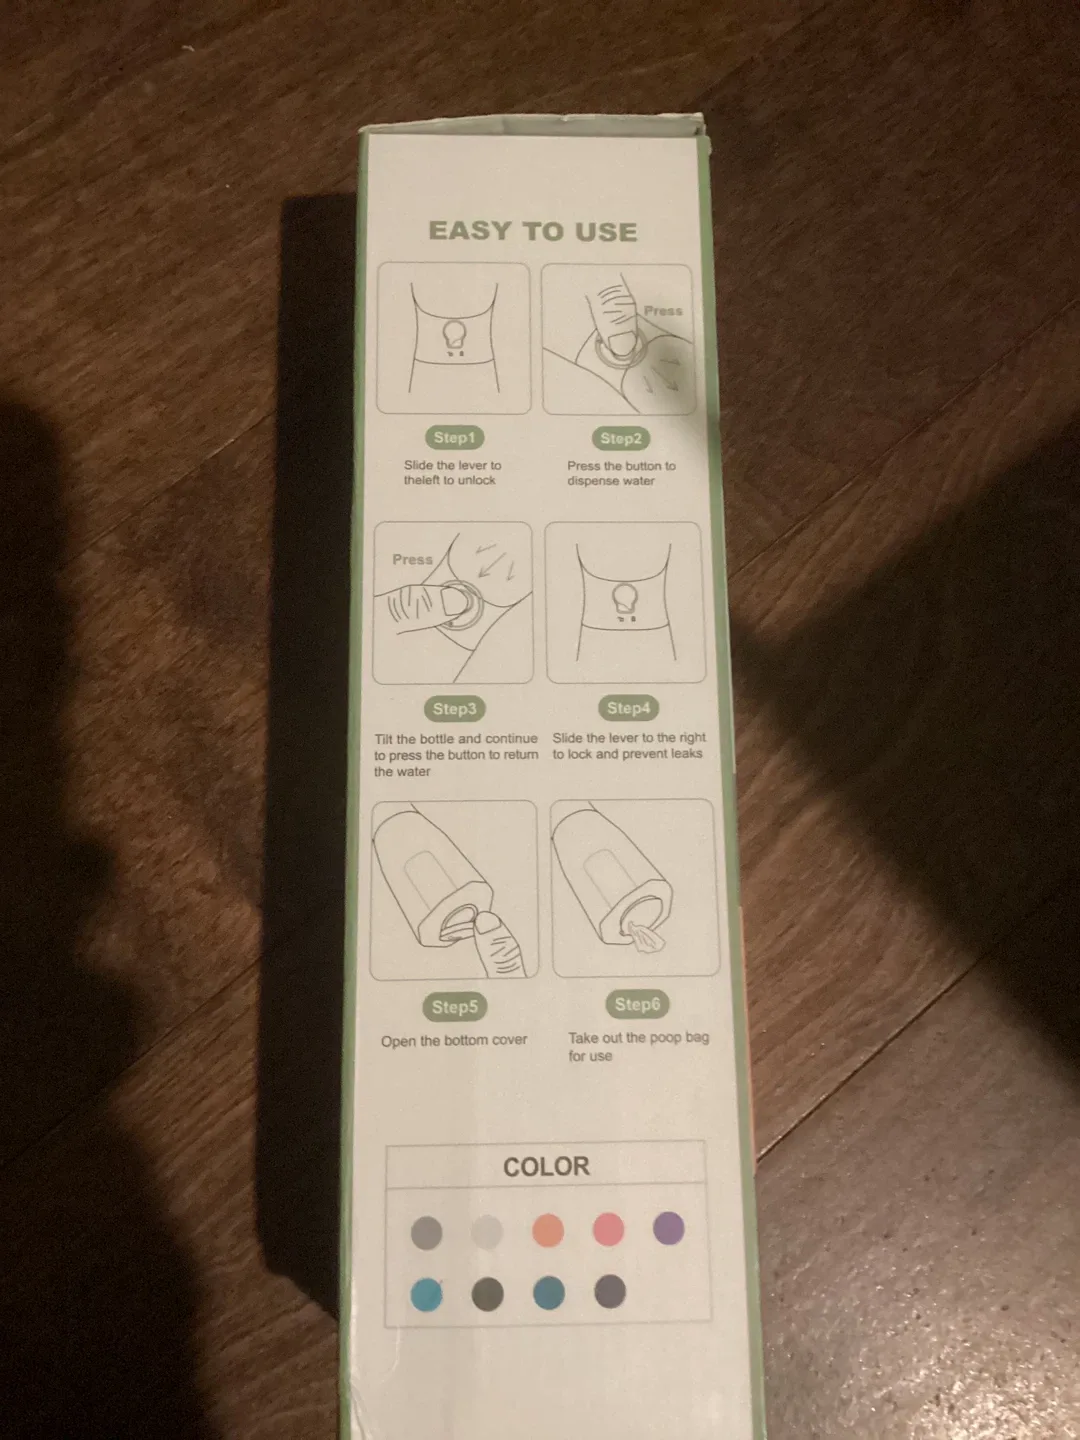 EASY TO USE
Press
Step1
Step2
Slide the lever to
theleft to unlock
Press the button to
dispense water
Press
Step3
Step4
Tilt the bottle and continue
to press the button to return
the water
Slide the lever to the right
to lock and prevent leaks
Step5
Step6
Open the bottom cover
Take out the poop bag
for use
COLOR